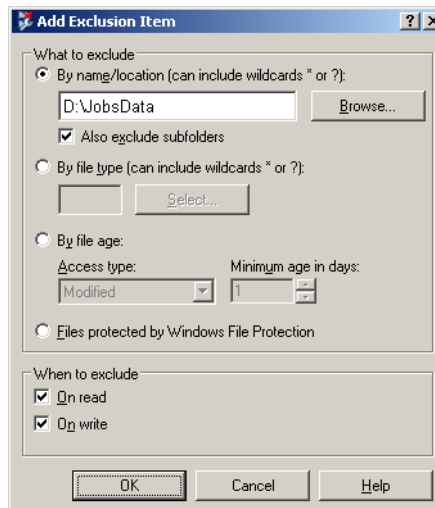 Add Exclusion Item
What to exclude
By name/location (can include wildcards * or ?):
D:\JobsData
Browse...
Also exclude subfolders
By file type (can include wildcards * or ?):
Select...
By file age:
Access type:
Minimum age in days:
Modified
1
Files protected by Windows File Protection
When to exclude
On read
On write
OK
Cancel
Help